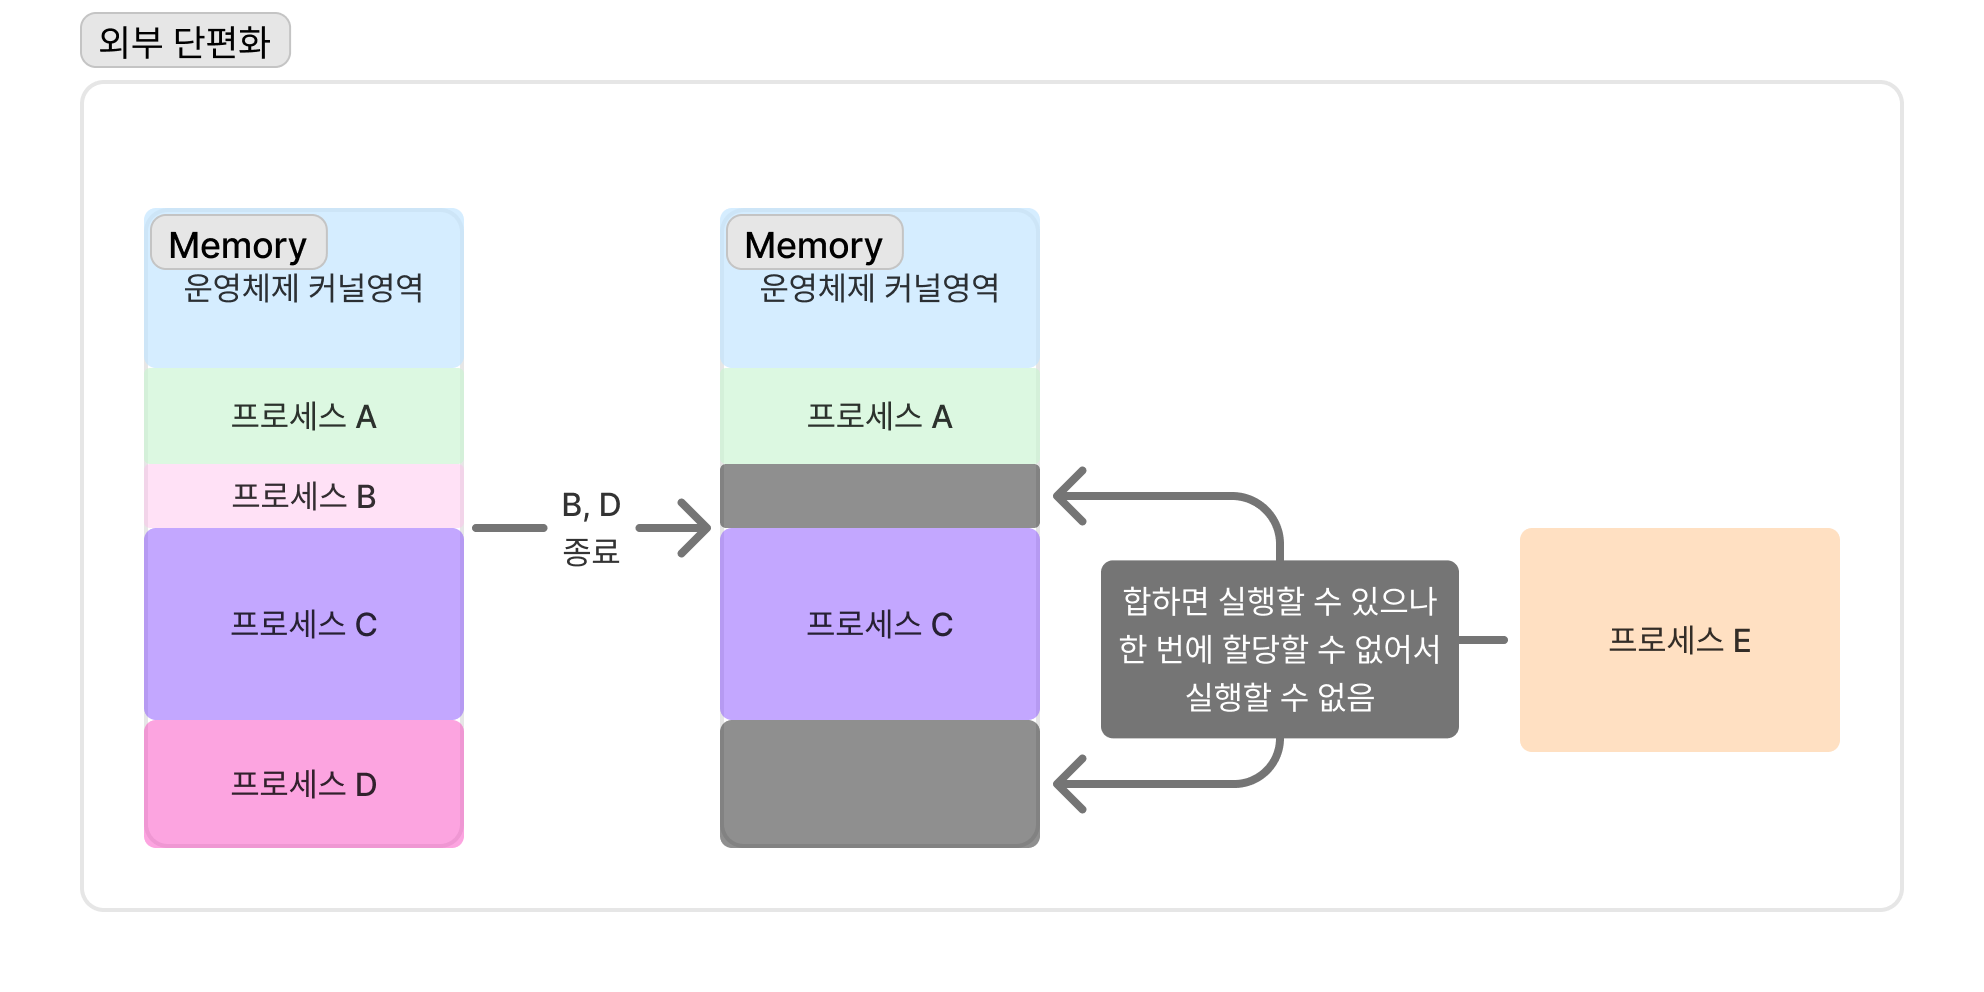 외부 단편화
Memory
운영체제 커널영역
프로세스 A
프로세스 B
프로세스 C
프로세스 D
B, D
종료
Memory
운영체제 커널영역
프로세스 A
프로세스 C
합하면 실행할 수 있으나
한 번에 할당할 수 없어서
실행할 수 없음
프로세스 E